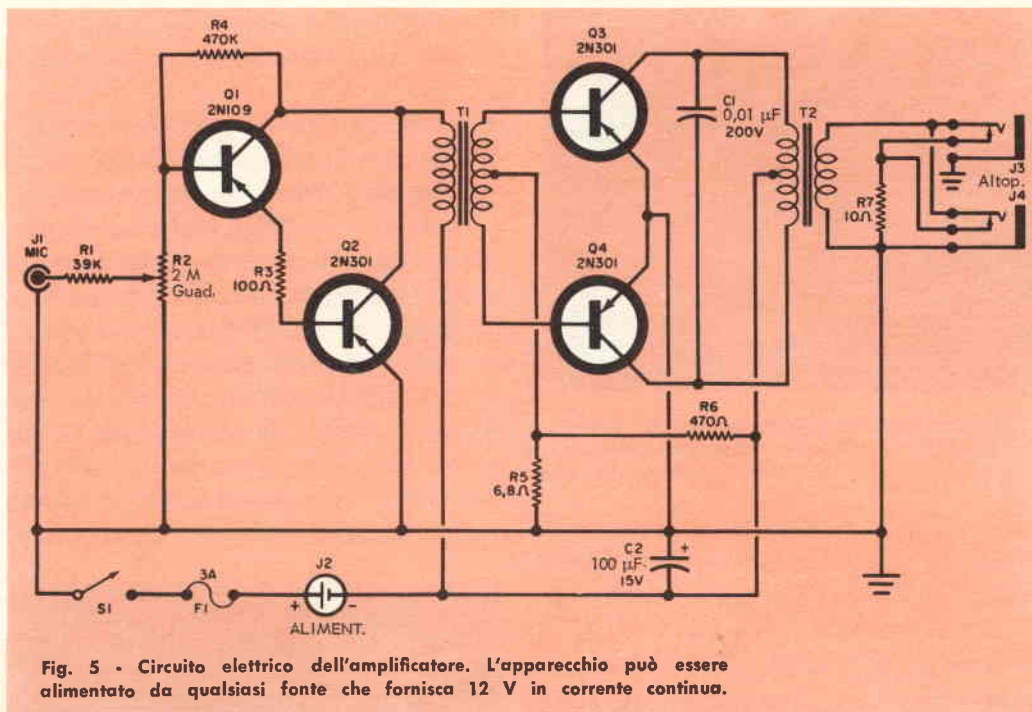 R4
470K
Q1
2N109
J1
MIC
R1
39K
R2
2 M
Guad.
R3
100Ω
Q2
2N301
T1
Q3
2N301
C1
0,01 µF
200V
T2
Q4
2N301
R7
10Ω
J3
Altop.
J4
R6
470Ω
R5
6,8Ω
C2 +
100 µF
15V
S1
3A
F1
J2
+ -
ALIMENT.
Fig. 5 - Circuito elettrico dell'amplificatore. L'apparecchio può essere
alimentato da qualsiasi fonte che fornisca 12 V in corrente continua.